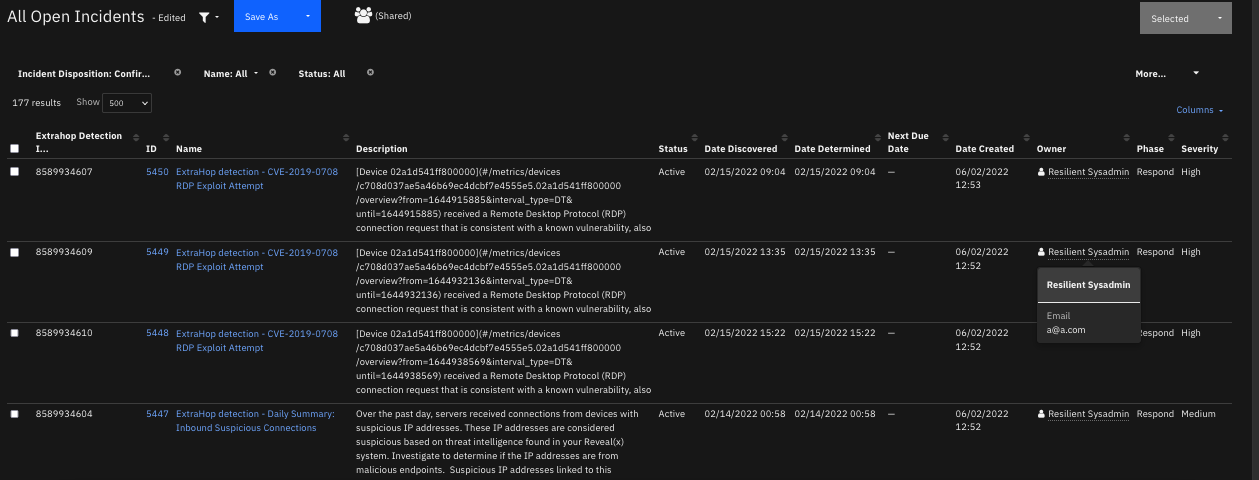 All Open Incidents - Edited Save As (Shared) Selected
Incident Disposition: Confir... Name: All Status: All More...
177 results Show 500
Columns
Extrahop Detection I... ID Name Description Status Date Discovered Date Determined Next Due Date Date Created Owner Phase Severity
8589934607 5450 ExtraHop detection - CVE-2019-0708 [Device 02a1d541ff800000](#/metrics/devices Active 02/15/2022 09:04 02/15/2022 09:04 — 06/02/2022 Resilient Sysadmin Respond High
RDP Exploit Attempt /c708d037ae5a46b69ec4dcbf7e4555e5.02a1d541ff800000 12:53
/overview?from=1644915885&interval_type=DT&
until=1644915885) received a Remote Desktop Protocol (RDP)
connection request that is consistent with a known vulnerability, also
8589934609 5449 ExtraHop detection - CVE-2019-0708 [Device 02a1d541ff800000](#/metrics/devices Active 02/15/2022 13:35 02/15/2022 13:35 — 06/02/2022 Resilient Sysadmin Respond High
RDP Exploit Attempt /c708d037ae5a46b69ec4dcbf7e4555e5.02a1d541ff800000 12:52
/overview?from=1644932136&interval_type=DT& Resilient Sysadmin
until=1644932136) received a Remote Desktop Protocol (RDP)
connection request that is consistent with a known vulnerability, also Email
a@a.com
8589934610 5448 ExtraHop detection - CVE-2019-0708 [Device 02a1d541ff800000](#/metrics/devices Active 02/15/2022 15:22 02/15/2022 15:22 — 06/02/2022 Respond High
RDP Exploit Attempt /c708d037ae5a46b69ec4dcbf7e4555e5.02a1d541ff800000 12:52
/overview?from=1644938569&interval_type=DT&
until=1644938569) received a Remote Desktop Protocol (RDP)
connection request that is consistent with a known vulnerability, also
8589934604 5447 ExtraHop detection - Daily Summary: Over the past day, servers received connections from devices with Active 02/14/2022 00:58 02/14/2022 00:58 — 06/02/2022 Resilient Sysadmin Respond Medium
Inbound Suspicious Connections suspicious IP addresses. These IP addresses are considered 12:52
suspicious based on threat intelligence found in your Reveal(x)
system. Investigate to determine if the IP addresses are from
malicious endpoints. Suspicious IP addresses linked to this